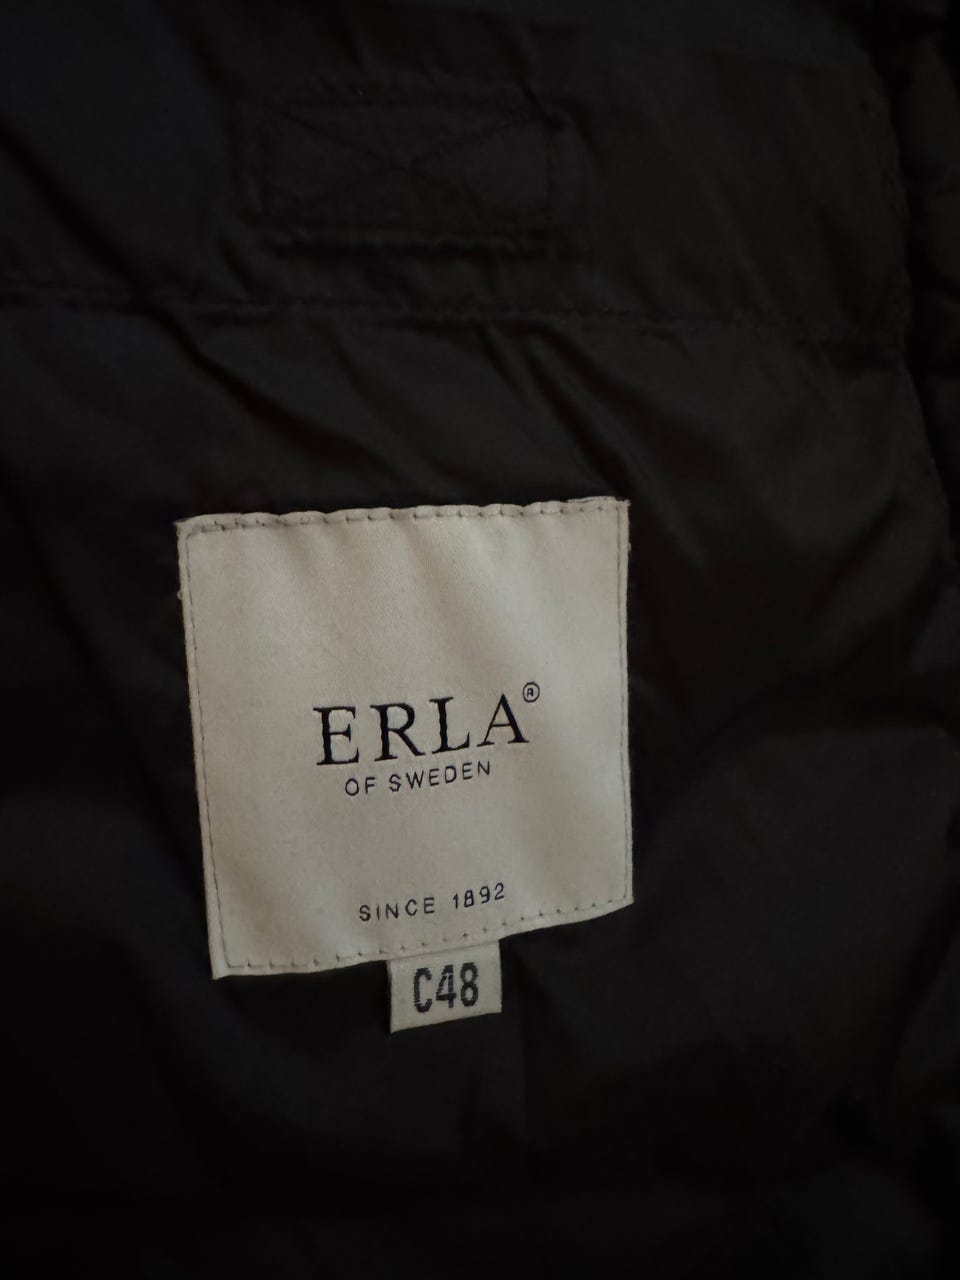 ERLA®
OF SWEDEN
SINCE 1892
C48